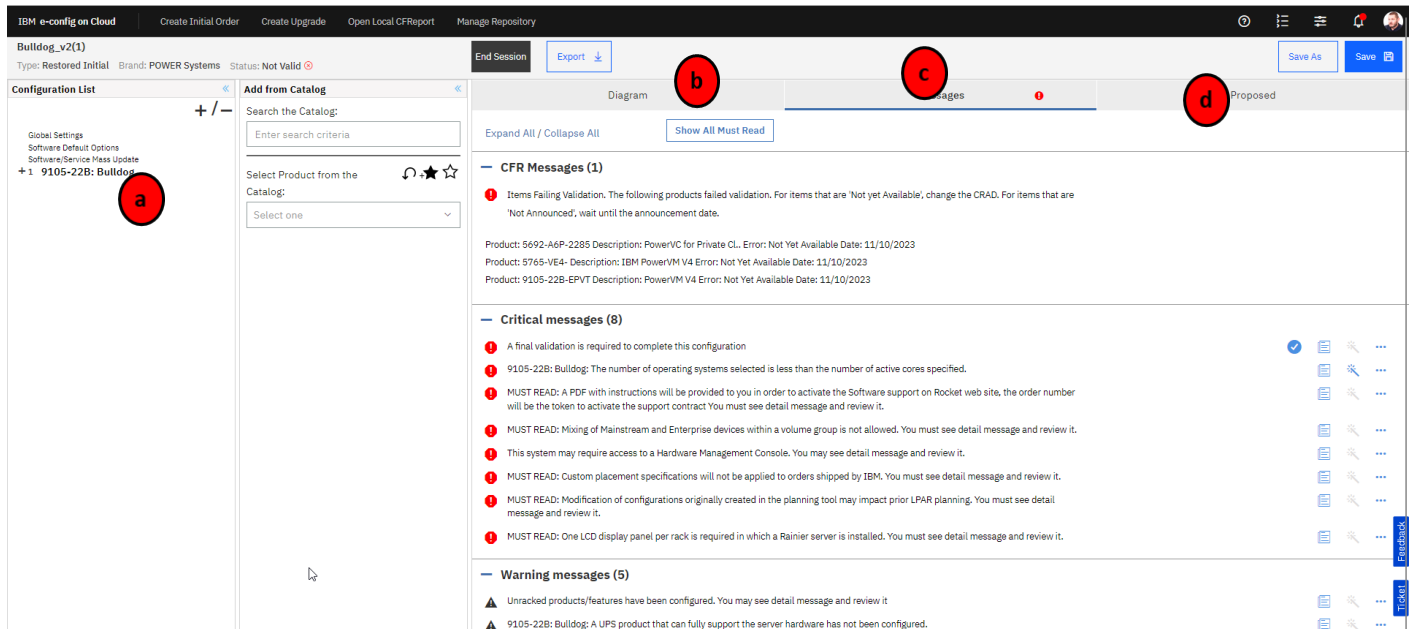 IBM e-config on Cloud
Create Initial Order
Create Upgrade
Open Local CFReport
Manage Repository
Bulldog_v2(1)
Type: Restored Initial Brand: POWER Systems Status: Not Valid
End Session
Export
Save As
Save
Configuration List
+/−
Global Settings
Software Default Options
Software/Service Mass Update
+ 1 9105-22B: Bulldog
a
Add from Catalog
Search the Catalog:
Enter search criteria
Select Product from the
Catalog:
Select one
Diagram
b
c
sages
d
Proposed
Expand All / Collapse All
Show All Must Read
CFR Messages (1)
Items Failing Validation. The following products failed validation. For items that are 'Not yet Available', change the CRAD. For items that are
'Not Announced', wait until the announcement date.
Product: 5692-A6P-2285 Description: PowerVC for Private Cl.. Error: Not Yet Available Date: 11/10/2023
Product: 5765-VE4- Description: IBM PowerVM V4 Error: Not Yet Available Date: 11/10/2023
Product: 9105-22B-EPVT Description: PowerVM V4 Error: Not Yet Available Date: 11/10/2023
Critical messages (8)
A final validation is required to complete this configuration
9105-22B: Bulldog: The number of operating systems selected is less than the number of active cores specified.
MUST READ: A PDF with instructions will be provided to you in order to activate the Software support on Rocket web site, the order number
will be the token to activate the support contract You must see detail message and review it.
MUST READ: Mixing of Mainstream and Enterprise devices within a volume group is not allowed. You must see detail message and review it.
This system may require access to a Hardware Management Console. You may see detail message and review it.
MUST READ: Custom placement specifications will not be applied to orders shipped by IBM. You must see detail message and review it.
MUST READ: Modification of configurations originally created in the planning tool may impact prior LPAR planning. You must see detail
message and review it.
MUST READ: One LCD display panel per rack is required in which a Rainier server is installed. You must see detail message and review it.
Warning messages (5)
Unracked products/features have been configured. You may see detail message and review it
9105-22B: Bulldog: A UPS product that can fully support the server hardware has not been configured.
Feedback
Ticket